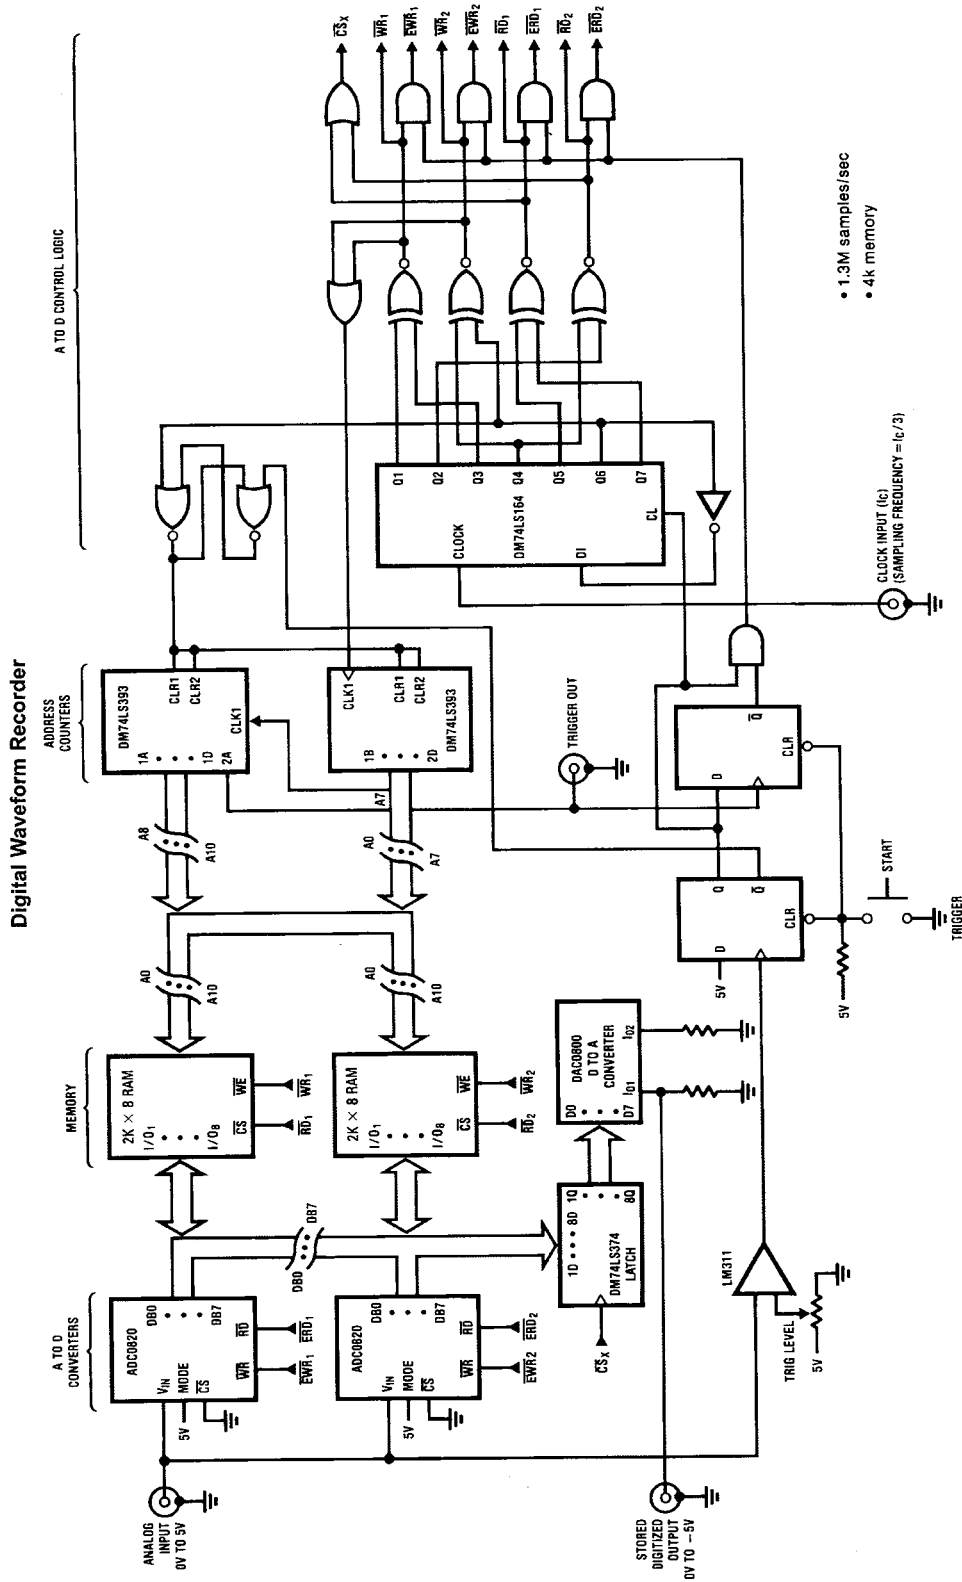 Digital Waveform Recorder
A TO D
CONVERTERS
MEMORY
ADDRESS
COUNTERS
A TO D CONTROL LOGIC
ANALOG
INPUT
0V TO 5V
ADC0820
VIN
MODE
CS
5V
DB0
DB7
WR
RD
EWR1
ERD1
ADC0820
VIN
MODE
CS
5V
DB0
DB7
WR
RD
EWR2
ERD2
DB0
DB7
2K × 8 RAM
I/O1
I/O8
CS
WE
RD1
WR1
2K × 8 RAM
I/O1
I/O8
CS
WE
RD2
WR2
A0
A10
A0
A10
A8
A10
A0
A7
A7
DM74LS393
1A
1D
2A
CLR1
CLR2
CLK1
CLK1
CLR1
CLR2
DM74LS393
1B
2D
TRIGGER OUT
CLOCK
DM74LS164
DI
CL
Q1
Q2
Q3
Q4
Q5
Q6
Q7
CSX
WR1
EWR1
WR2
EWR2
RD1
ERD1
RD2
ERD2
1D
8D
1Q
8Q
DM74LS374
LATCH
CSX
DAC0800
D TO A
CONVERTER
D0
D7
IO1
IO2
STORED
DIGITIZED
OUTPUT
0V TO −5V
LM311
TRIG LEVEL
5V
5V
D
Q
Q
CLR
D
Q
CLR
5V
START
TRIGGER
CLOCK INPUT (IC)
(SAMPLING FREQUENCY = IC/3)
• 1.3M samples/sec
• 4k memory